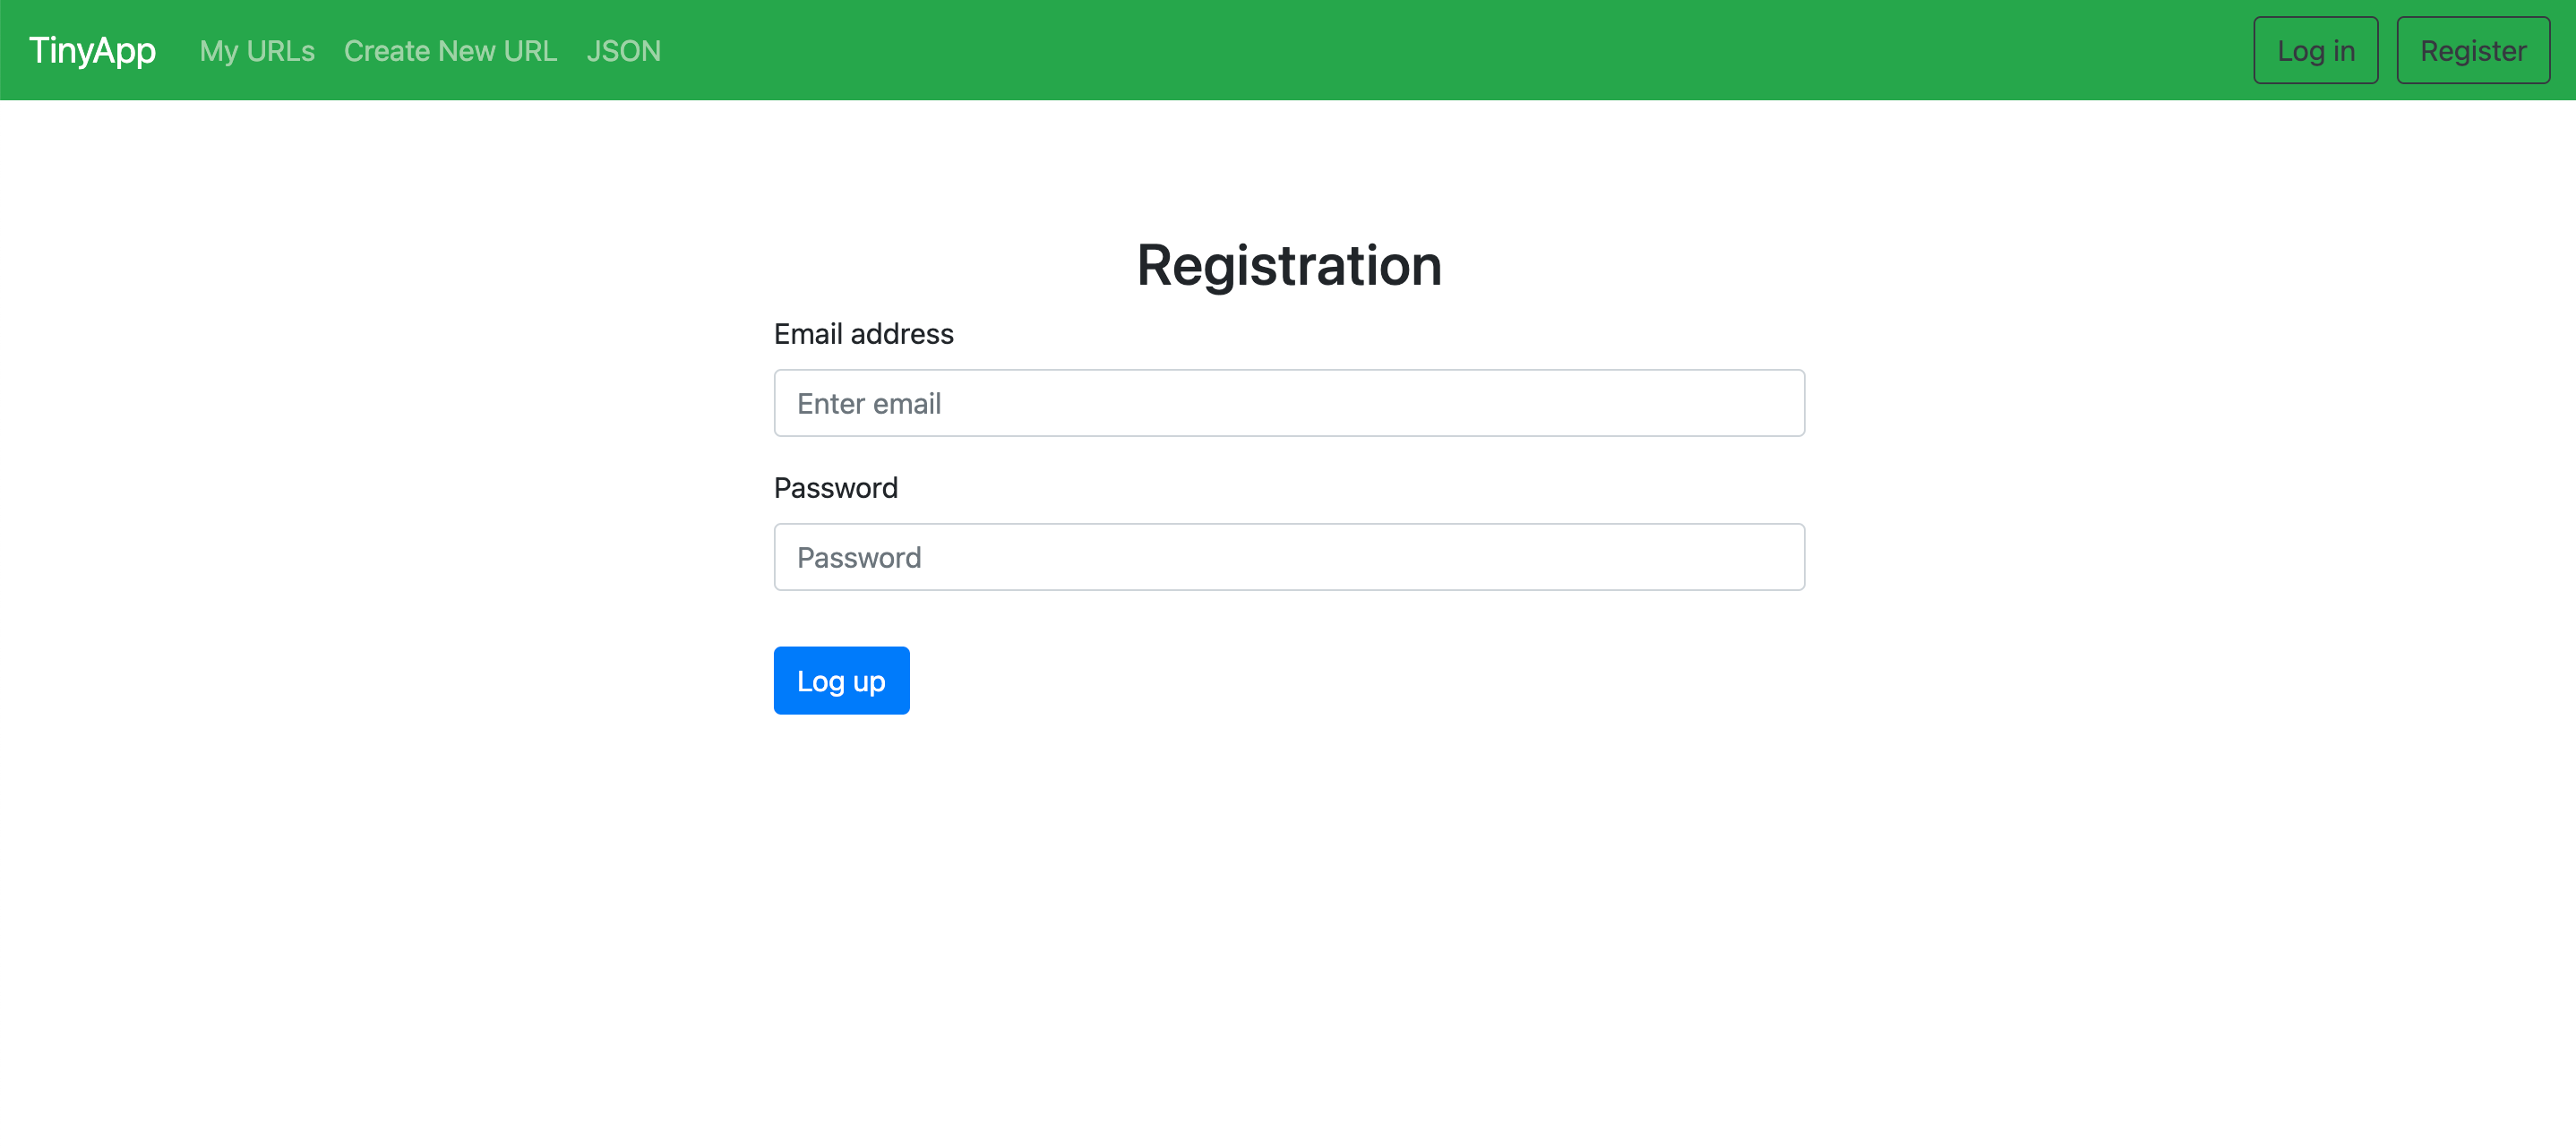 TinyApp My URLs Create New URL JSON Log in Register
Registration
Email address
Enter email
Password
Password
Log up